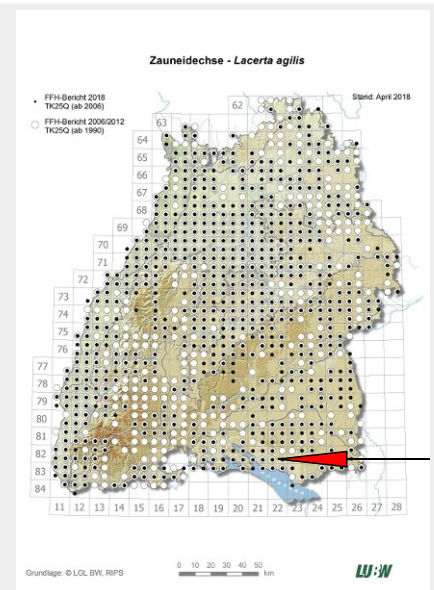 Zauneidechse - Lacerta agilis
FFH-Bericht 2018
TK25Q (ab 2006)
FFH-Bericht 2006/2012
TK25Q (ab 1990)
Stand: April 2018
62
63
64
65
66
67
68
69
70
71
72
73
74
75
76
77
78
79
80
81
82
83
84
11 12 13 14 15 16 17 18 19 20 21 22 23 24 25 26 27 28
0 10 20 30 40 50
km
Grundlage: © LGL BW, RIPS
LUBW